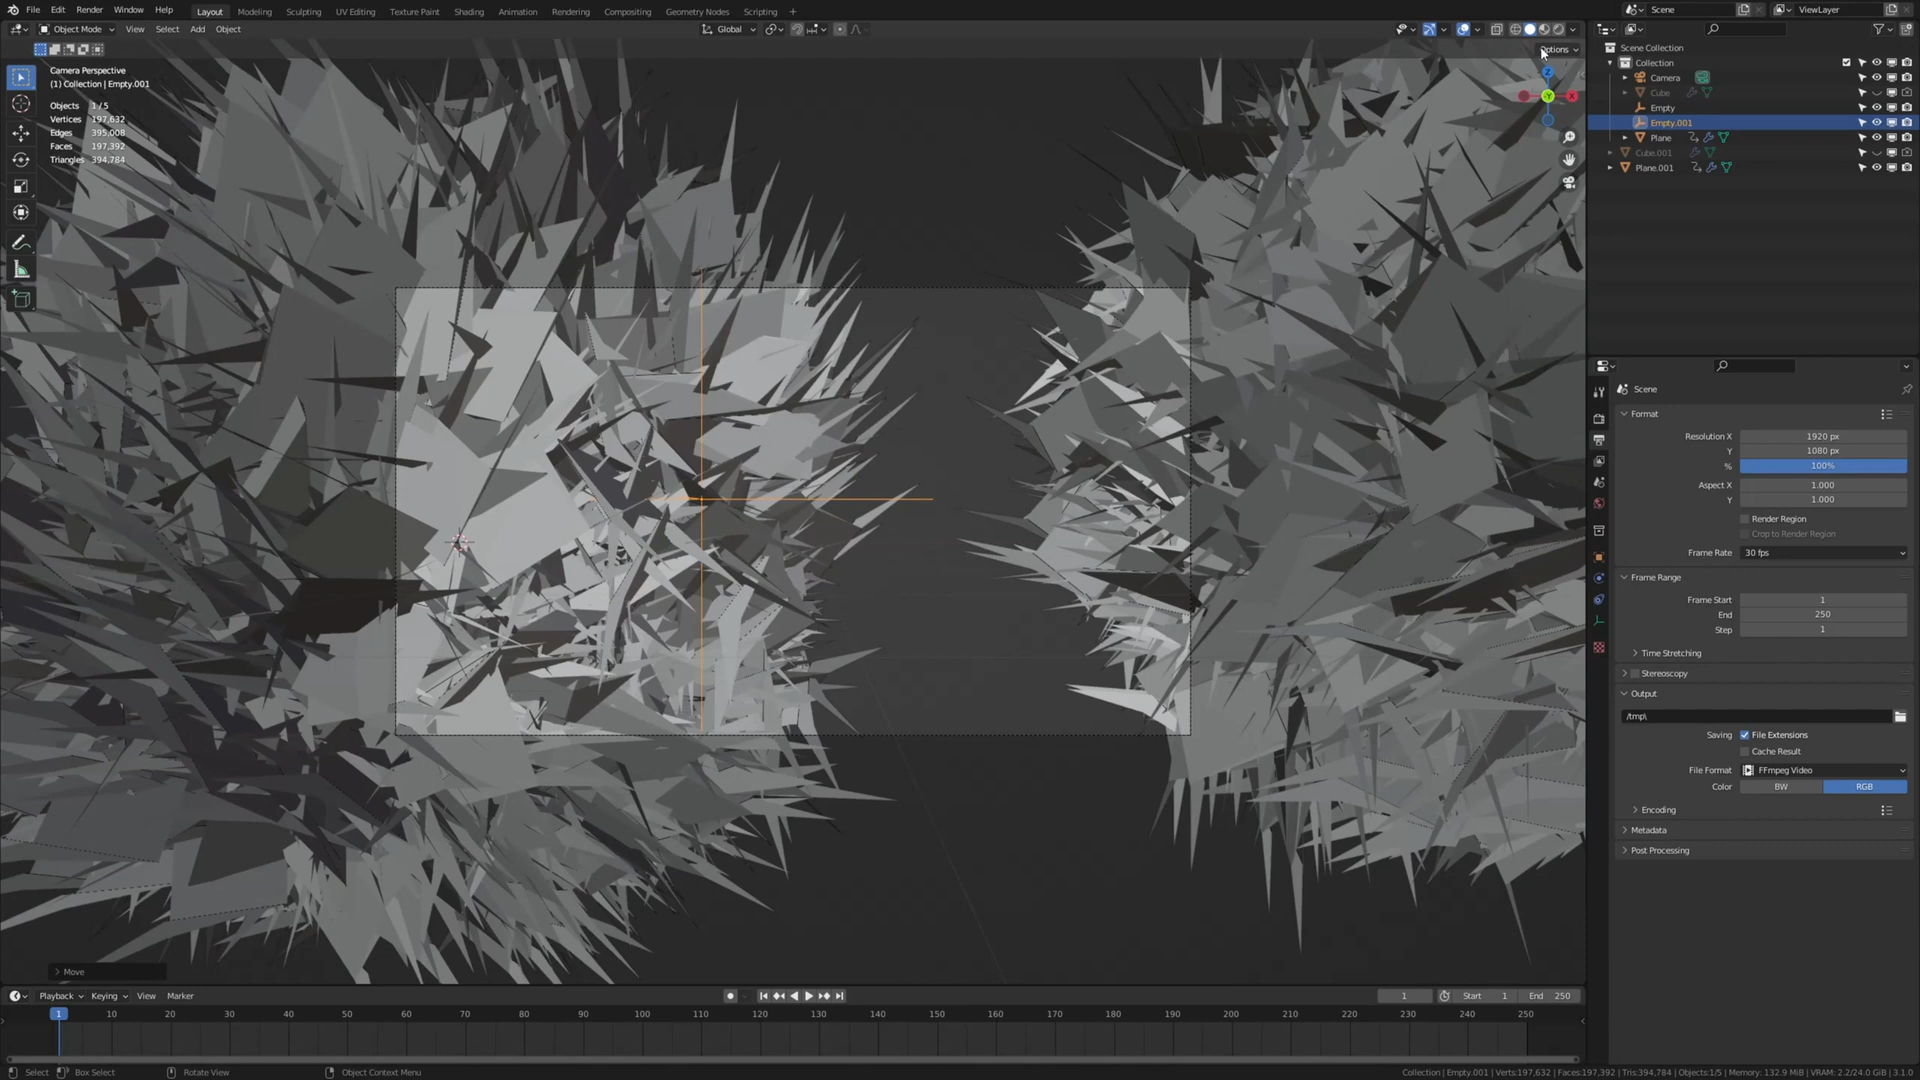 File Edit Render Window Help Layout Modeling Sculpting UV Editing Texture Paint Shading Animation Rendering Compositing Geometry Nodes Scripting + Scene ViewLayer
Object Mode View Select Add Object Global
Options
Camera Perspective
(1) Collection | Empty.001
Objects 1/5
Vertices 197,632
Edges 395,008
Faces 197,392
Triangles 394,784
Z
Y
X
Scene Collection
Collection
Camera
Cube
Empty
Empty.001
Plane
Cube.001
Plane.001
Scene
Format
Resolution X 1920 px
Y 1080 px
% 100%
Aspect X 1.000
Y 1.000
Render Region
Crop to Render Region
Frame Rate 30 fps
Frame Range
Frame Start 1
End 250
Step 1
Time Stretching
Stereoscopy
Output
/tmp\
Saving File Extensions
Cache Result
File Format FFmpeg Video
Color BW RGB
Encoding
Metadata
Post Processing
Move
Playback Keying View Marker 1 Start 1 End 250
1 10 20 30 40 50 60 70 80 90 100 110 120 130 140 150 160 170 180 190 200 210 220 230 240 250
Select Box Select Rotate View Object Context Menu Collection | Empty.001 | Verts:197,632 | Faces:197,392 | Tris:394,784 | Objects:1/5 | Memory: 132.9 MiB | VRAM: 2.2/24.0 GiB | 3.1.0